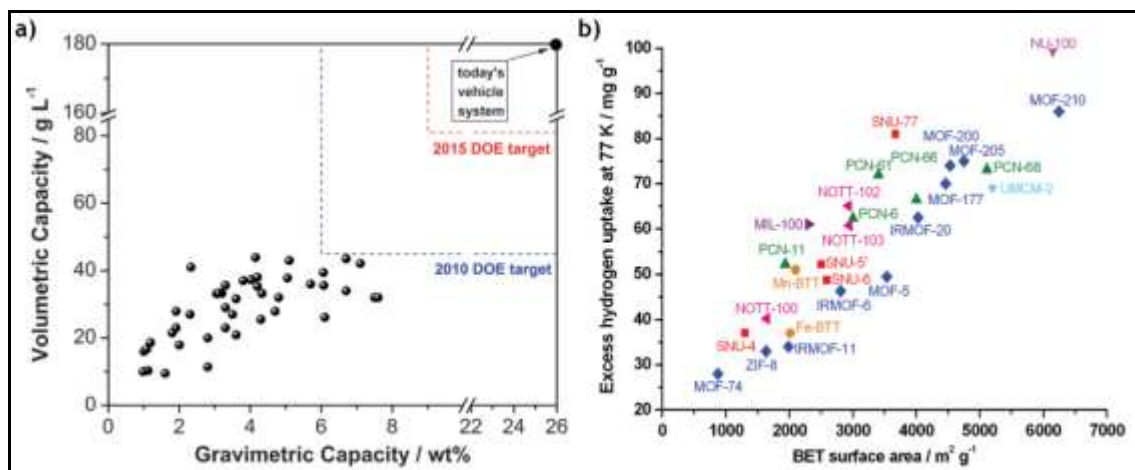 a)
180
160
80
60
40
20
0
Volumetric Capacity / g L-1
0 2 4 6 8 22 26
Gravimetric Capacity / wt%
today's
vehicle
system
2015 DOE target
2010 DOE target
b)
100
90
80
70
60
50
40
30
20
Excess hydrogen uptake at 77 K / mg g-1
0 1000 2000 3000 4000 5000 6000 7000
BET surface area / m2 g-1
NU-100
MOF-210
SNU-77
MOF-200
MOF-205
PCN-66
PCN-61
PCN-68
UMCM-2
MOF-177
NOTT-102
PCN-6
IRMOF-20
MIL-100
NOTT-103
PCN-11
SNU-5'
Mn-BTT
SNU-6
MOF-5
IRMOF-6
NOTT-100
Fe-BTT
SNU-4
IRMOF-11
ZIF-8
MOF-74